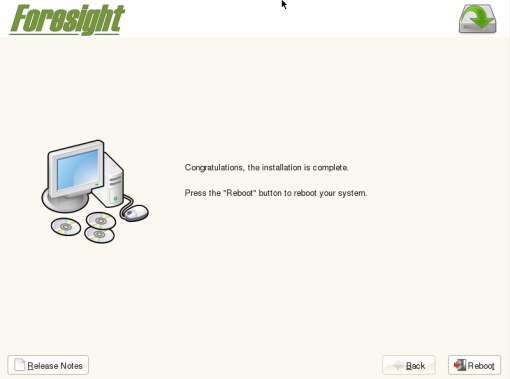 Foresight
Congratulations, the installation is complete.
Press the "Reboot" button to reboot your system.
Release Notes
Back
Reboot